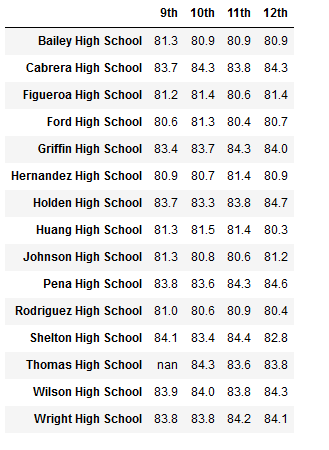 9th 10th 11th 12th
Bailey High School 81.3 80.9 80.9 80.9
Cabrera High School 83.7 84.3 83.8 84.3
Figueroa High School 81.2 81.4 80.6 81.4
Ford High School 80.6 81.3 80.4 80.7
Griffin High School 83.4 83.7 84.3 84.0
Hernandez High School 80.9 80.7 81.4 80.9
Holden High School 83.7 83.3 83.8 84.7
Huang High School 81.3 81.5 81.4 80.3
Johnson High School 81.3 80.8 80.6 81.2
Pena High School 83.8 83.6 84.3 84.6
Rodriguez High School 81.0 80.6 80.9 80.4
Shelton High School 84.1 83.4 84.4 82.8
Thomas High School nan 84.3 83.6 83.8
Wilson High School 83.9 84.0 83.8 84.3
Wright High School 83.8 83.8 84.2 84.1